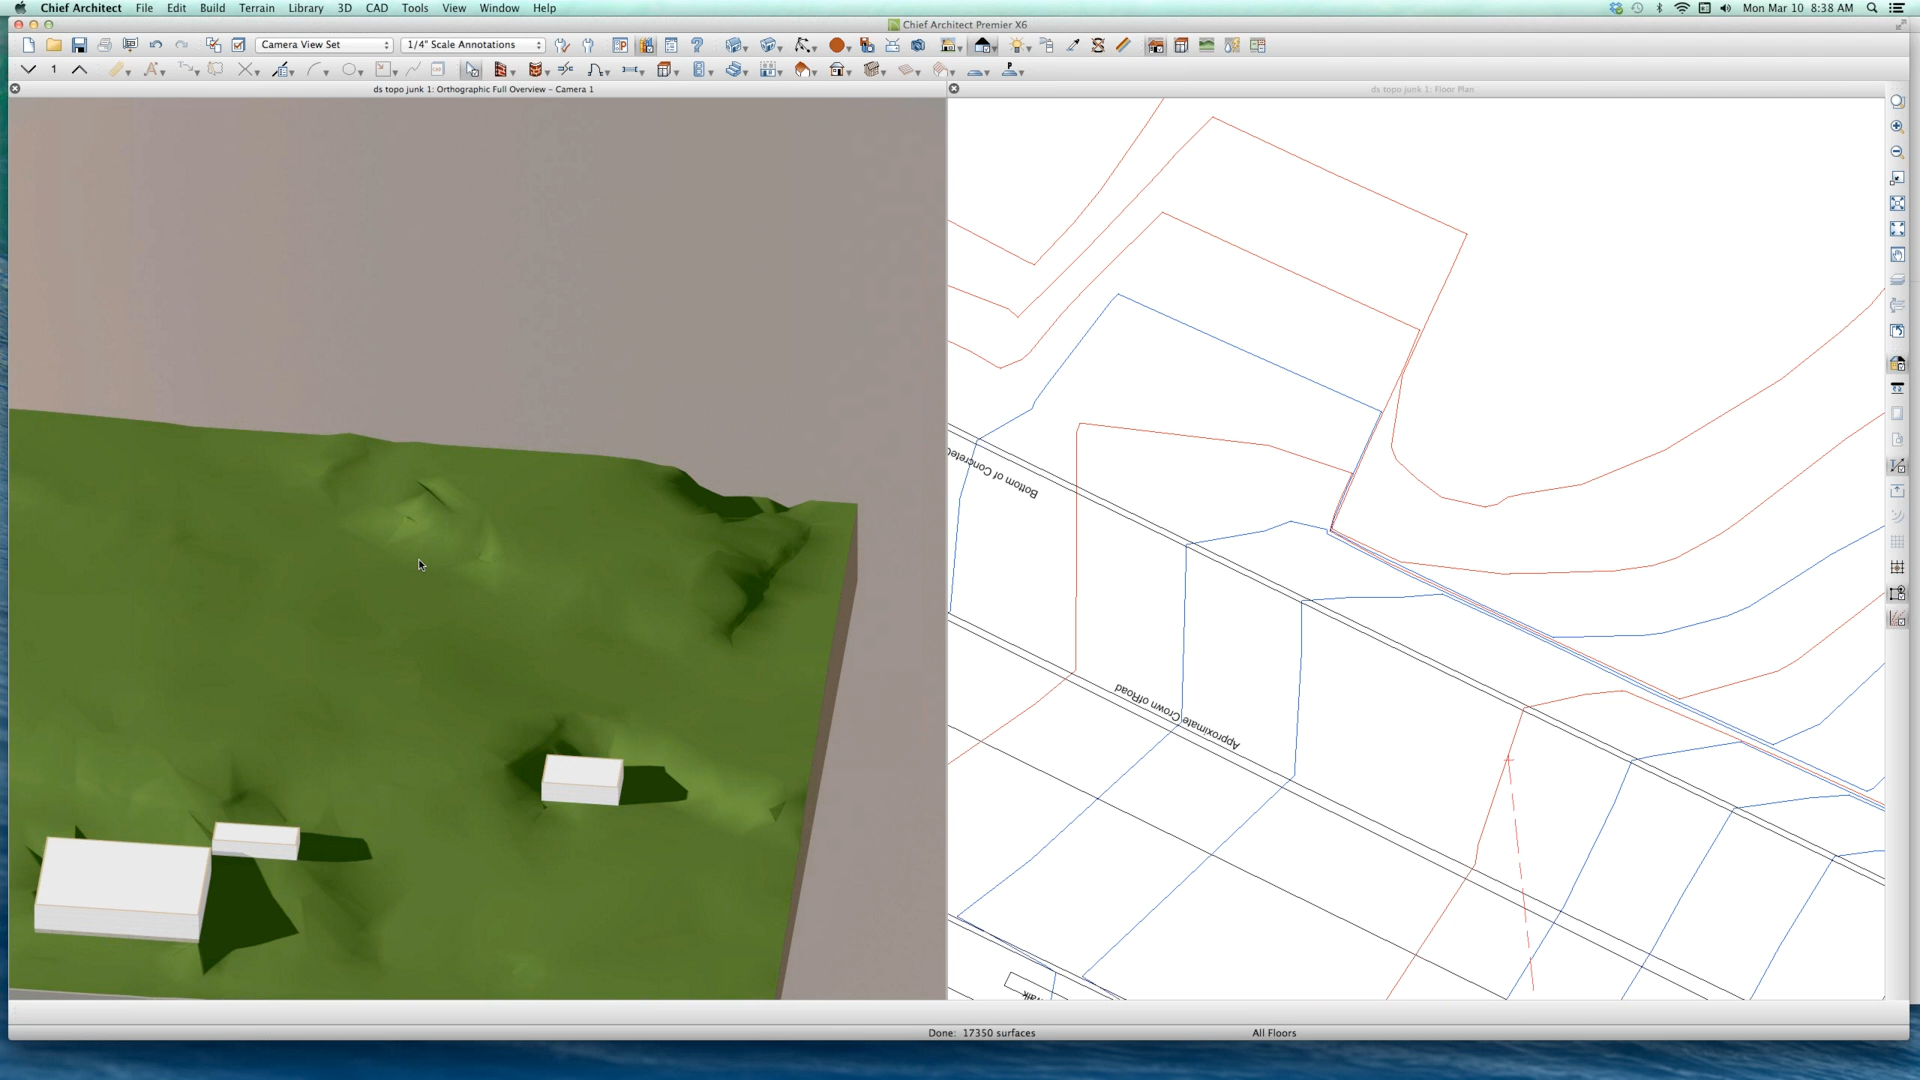 Chief Architect File Edit Build Terrain Library 3D CAD Tools View Window Help Mon Mar 10 8:38 AM
Chief Architect Premier X6
Camera View Set 1/4" Scale Annotations
1
ds topo junk 1: Orthographic Full Overview – Camera 1
ds topo junk 1: Floor Plan
Bottom of Concrete
Approximate Crown ofRoad
Done: 17350 surfaces All Floors